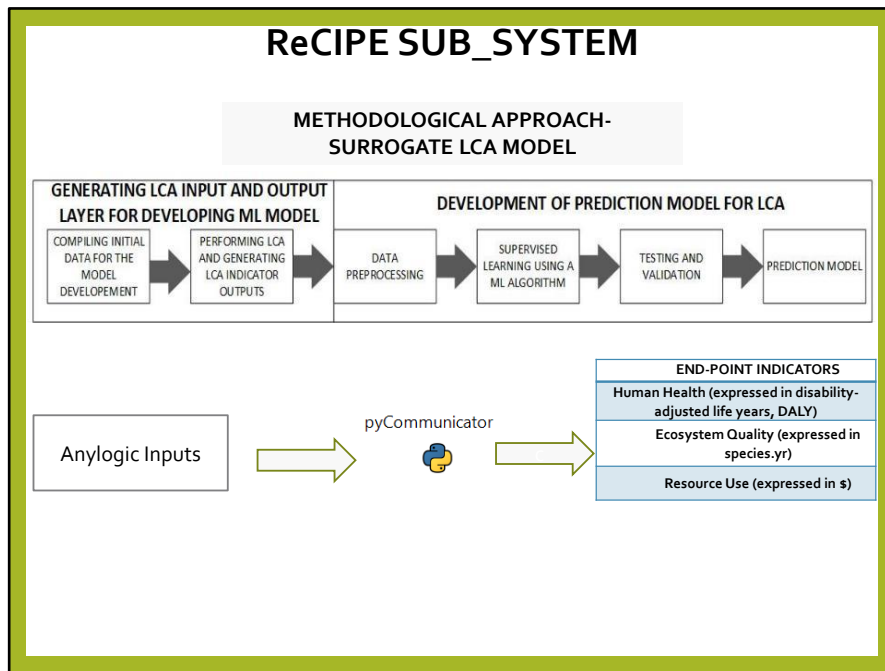 ReCIPE SUB_SYSTEM
METHODOLOGICAL APPROACH-
SURROGATE LCA MODEL
GENERATING LCA INPUT AND OUTPUT
LAYER FOR DEVELOPING ML MODEL
DEVELOPMENT OF PREDICTION MODEL FOR LCA
COMPILING INITIAL
DATA FOR THE
MODEL
DEVELOPEMENT
PERFORMING LCA
AND GENERATING
LCA INDICATOR
OUTPUTS
DATA
PREPROCESSING
SUPERVISED
LEARNING USING A
ML ALGORITHM
TESTING AND
VALIDATION
PREDICTION MODEL
Anylogic Inputs
pyCommunicator
END-POINT INDICATORS
Human Health (expressed in disability-
adjusted life years, DALY)
Ecosystem Quality (expressed in
species.yr)
Resource Use (expressed in $)